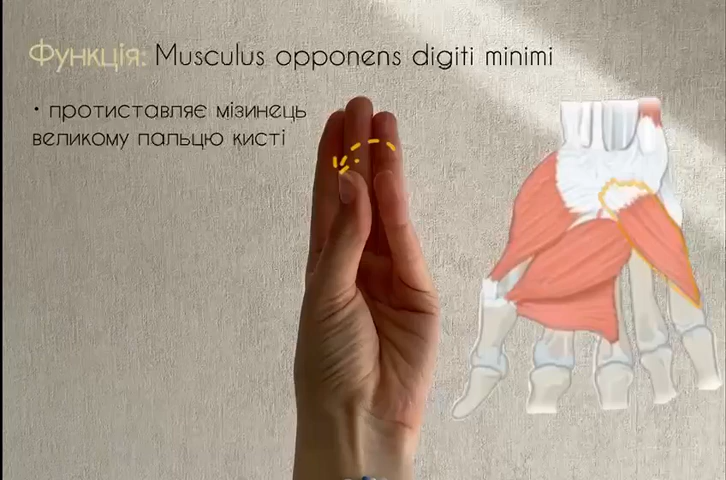 Функція: Musculus opponens digiti minimi
• протиставляє мізинець
великому пальцю кисті